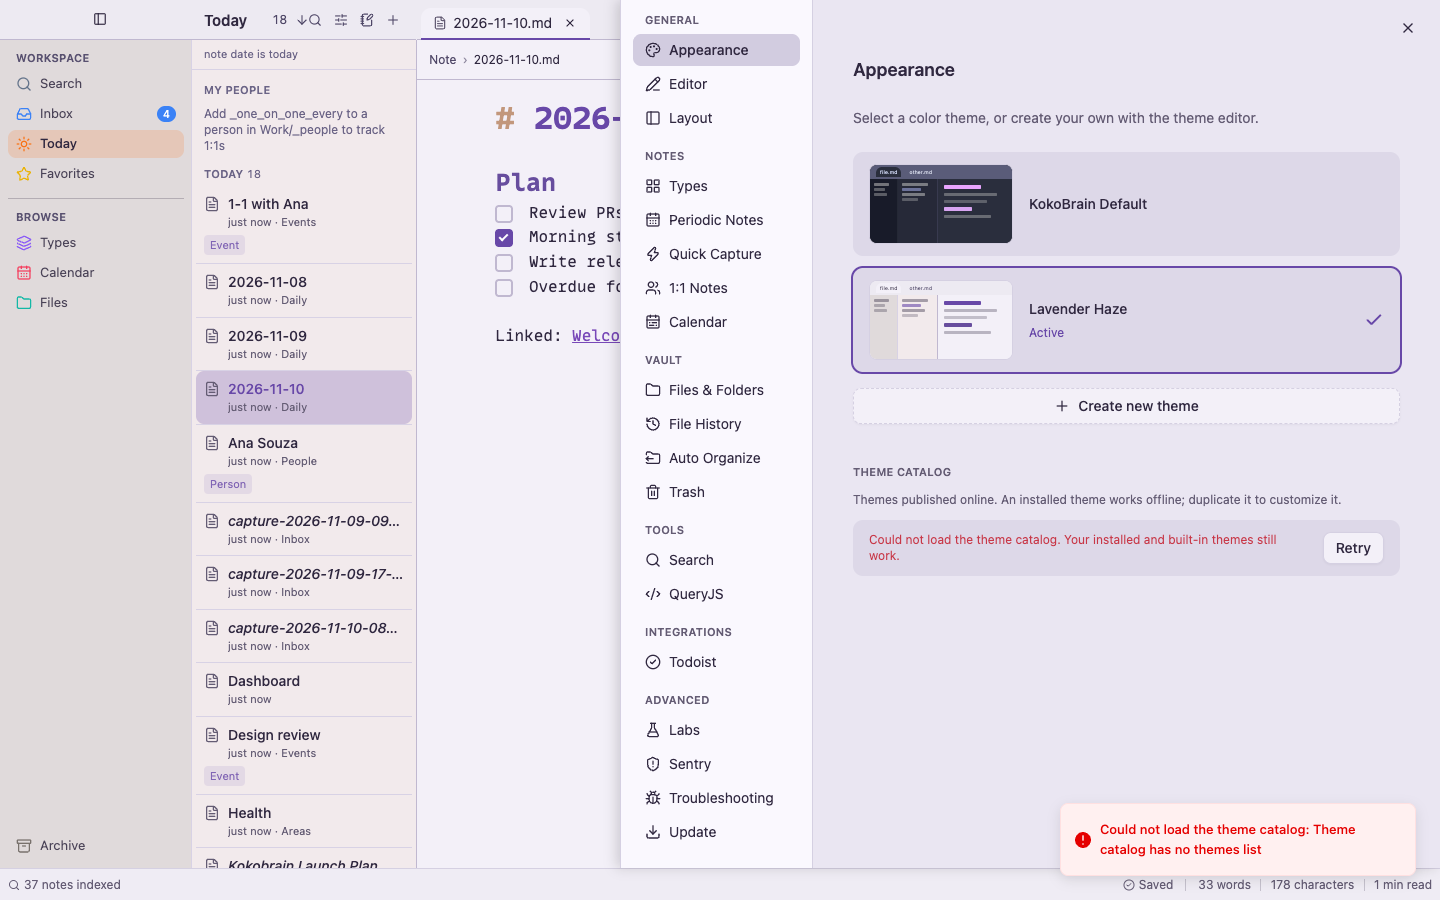 Today
18
2026-11-10.md
WORKSPACE
Search
Inbox
4
Today
Favorites
BROWSE
Types
Calendar
Files
Archive
note date is today
MY PEOPLE
Add _one_on_one_every to a
person in Work/_people to track
1:1s
TODAY 18
1-1 with Ana
just now · Events
Event
2026-11-08
just now · Daily
2026-11-09
just now · Daily
2026-11-10
just now · Daily
Ana Souza
just now · People
Person
capture-2026-11-09-09...
just now · Inbox
capture-2026-11-09-17-...
just now · Inbox
capture-2026-11-10-08...
just now · Inbox
Dashboard
just now
Design review
just now · Events
Event
Health
just now · Areas
Kokobrain Launch Plan
Note › 2026-11-10.md
# 2026-
Plan
Review PRs
Morning st
Write rele
Overdue fo
Linked: Welco
GENERAL
Appearance
Editor
Layout
NOTES
Types
Periodic Notes
Quick Capture
1:1 Notes
Calendar
VAULT
Files & Folders
File History
Auto Organize
Trash
TOOLS
Search
QueryJS
INTEGRATIONS
Todoist
ADVANCED
Labs
Sentry
Troubleshooting
Update
Appearance
Select a color theme, or create your own with the theme editor.
file.md other.md
KokoBrain Default
file.md other.md
Lavender Haze
Active
Create new theme
THEME CATALOG
Themes published online. An installed theme works offline; duplicate it to customize it.
Could not load the theme catalog. Your installed and built-in themes still
work.
Retry
Could not load the theme catalog: Theme
catalog has no themes list
37 notes indexed
Saved
33 words
178 characters
1 min read